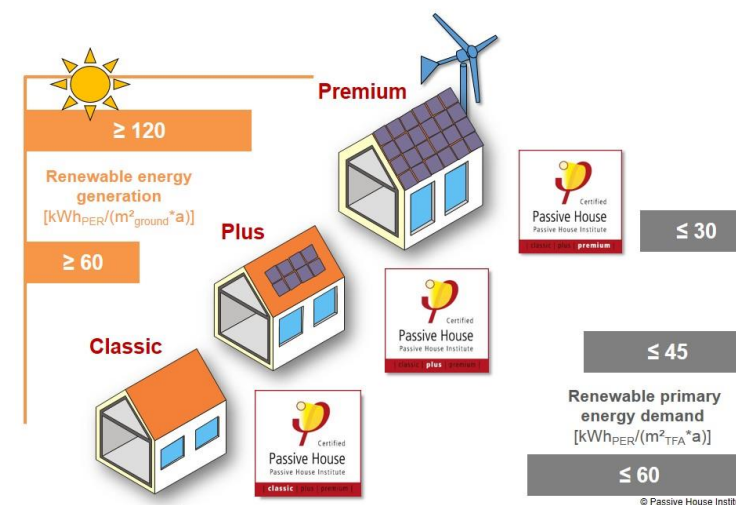 Premium
≥ 120
Renewable energy
generation
[kWhPER/(m²ground*a)]
Certified
Passive House
Passive House Institute
| classic | plus | premium |
≤ 30
Plus
≥ 60
Certified
Passive House
Passive House Institute
| classic | plus | premium |
Classic
≤ 45
Renewable primary
energy demand
[kWhPER/(m²TFA*a)]
Certified
Passive House
Passive House Institute
| classic | plus | premium |
≤ 60
© Passive House Instit